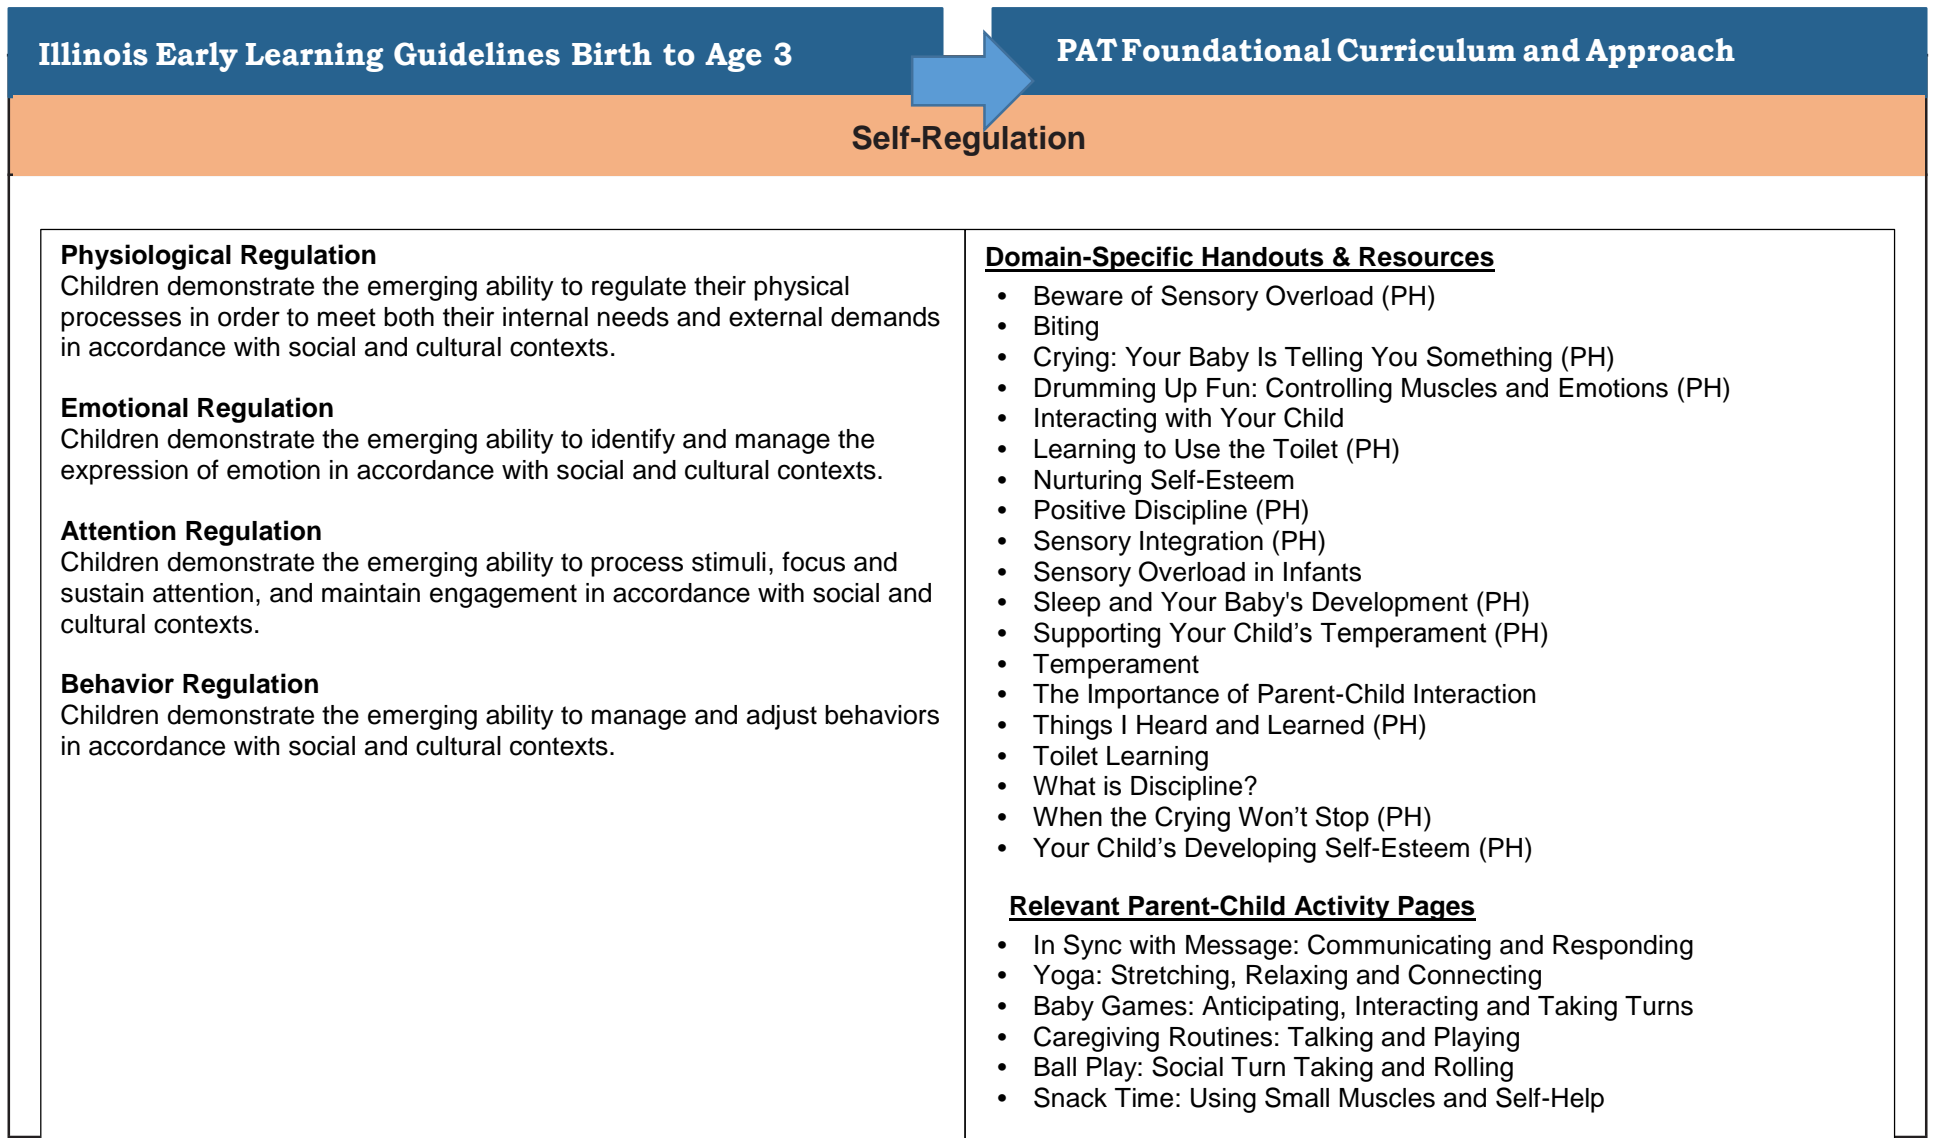 Illinois Early Learning Guidelines Birth to Age 3
PAT Foundational Curriculum and Approach
Self-Regulation
Physiological Regulation
Children demonstrate the emerging ability to regulate their physical
processes in order to meet both their internal needs and external demands
in accordance with social and cultural contexts.
Emotional Regulation
Children demonstrate the emerging ability to identify and manage the
expression of emotion in accordance with social and cultural contexts.
Attention Regulation
Children demonstrate the emerging ability to process stimuli, focus and
sustain attention, and maintain engagement in accordance with social and
cultural contexts.
Behavior Regulation
Children demonstrate the emerging ability to manage and adjust behaviors
in accordance with social and cultural contexts.
Domain-Specific Handouts & Resources
• Beware of Sensory Overload (PH)
• Biting
• Crying: Your Baby Is Telling You Something (PH)
• Drumming Up Fun: Controlling Muscles and Emotions (PH)
• Interacting with Your Child
• Learning to Use the Toilet (PH)
• Nurturing Self-Esteem
• Positive Discipline (PH)
• Sensory Integration (PH)
• Sensory Overload in Infants
• Sleep and Your Baby's Development (PH)
• Supporting Your Child’s Temperament (PH)
• Temperament
• The Importance of Parent-Child Interaction
• Things I Heard and Learned (PH)
• Toilet Learning
• What is Discipline?
• When the Crying Won’t Stop (PH)
• Your Child’s Developing Self-Esteem (PH)
Relevant Parent-Child Activity Pages
• In Sync with Message: Communicating and Responding
• Yoga: Stretching, Relaxing and Connecting
• Baby Games: Anticipating, Interacting and Taking Turns
• Caregiving Routines: Talking and Playing
• Ball Play: Social Turn Taking and Rolling
• Snack Time: Using Small Muscles and Self-Help